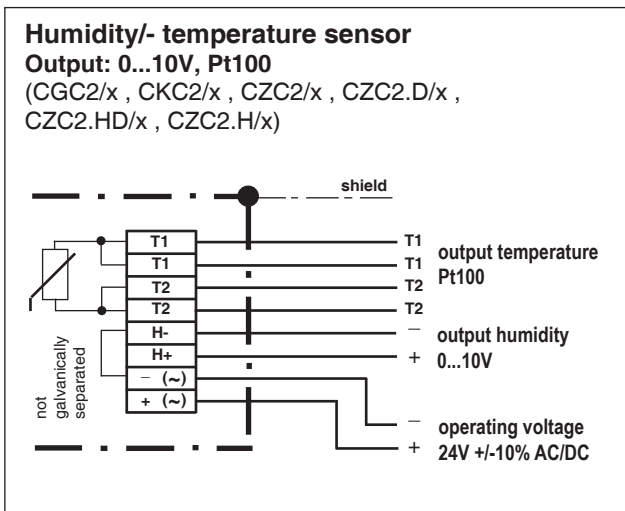 Humidity/- temperature sensor
Output: 0...10V, Pt100
(CGC2/x , CKC2/x , CZC2/x , CZC2.D/x ,
CZC2.HD/x , CZC2.H/x)
shield
T1
T1
T2
T2
H-
H+
− (~)
+ (~)
not
galvanically
separated
T1
T1
T2
T2
output temperature
Pt100
− output humidity
+ 0...10V
− operating voltage
+ 24V +/-10% AC/DC